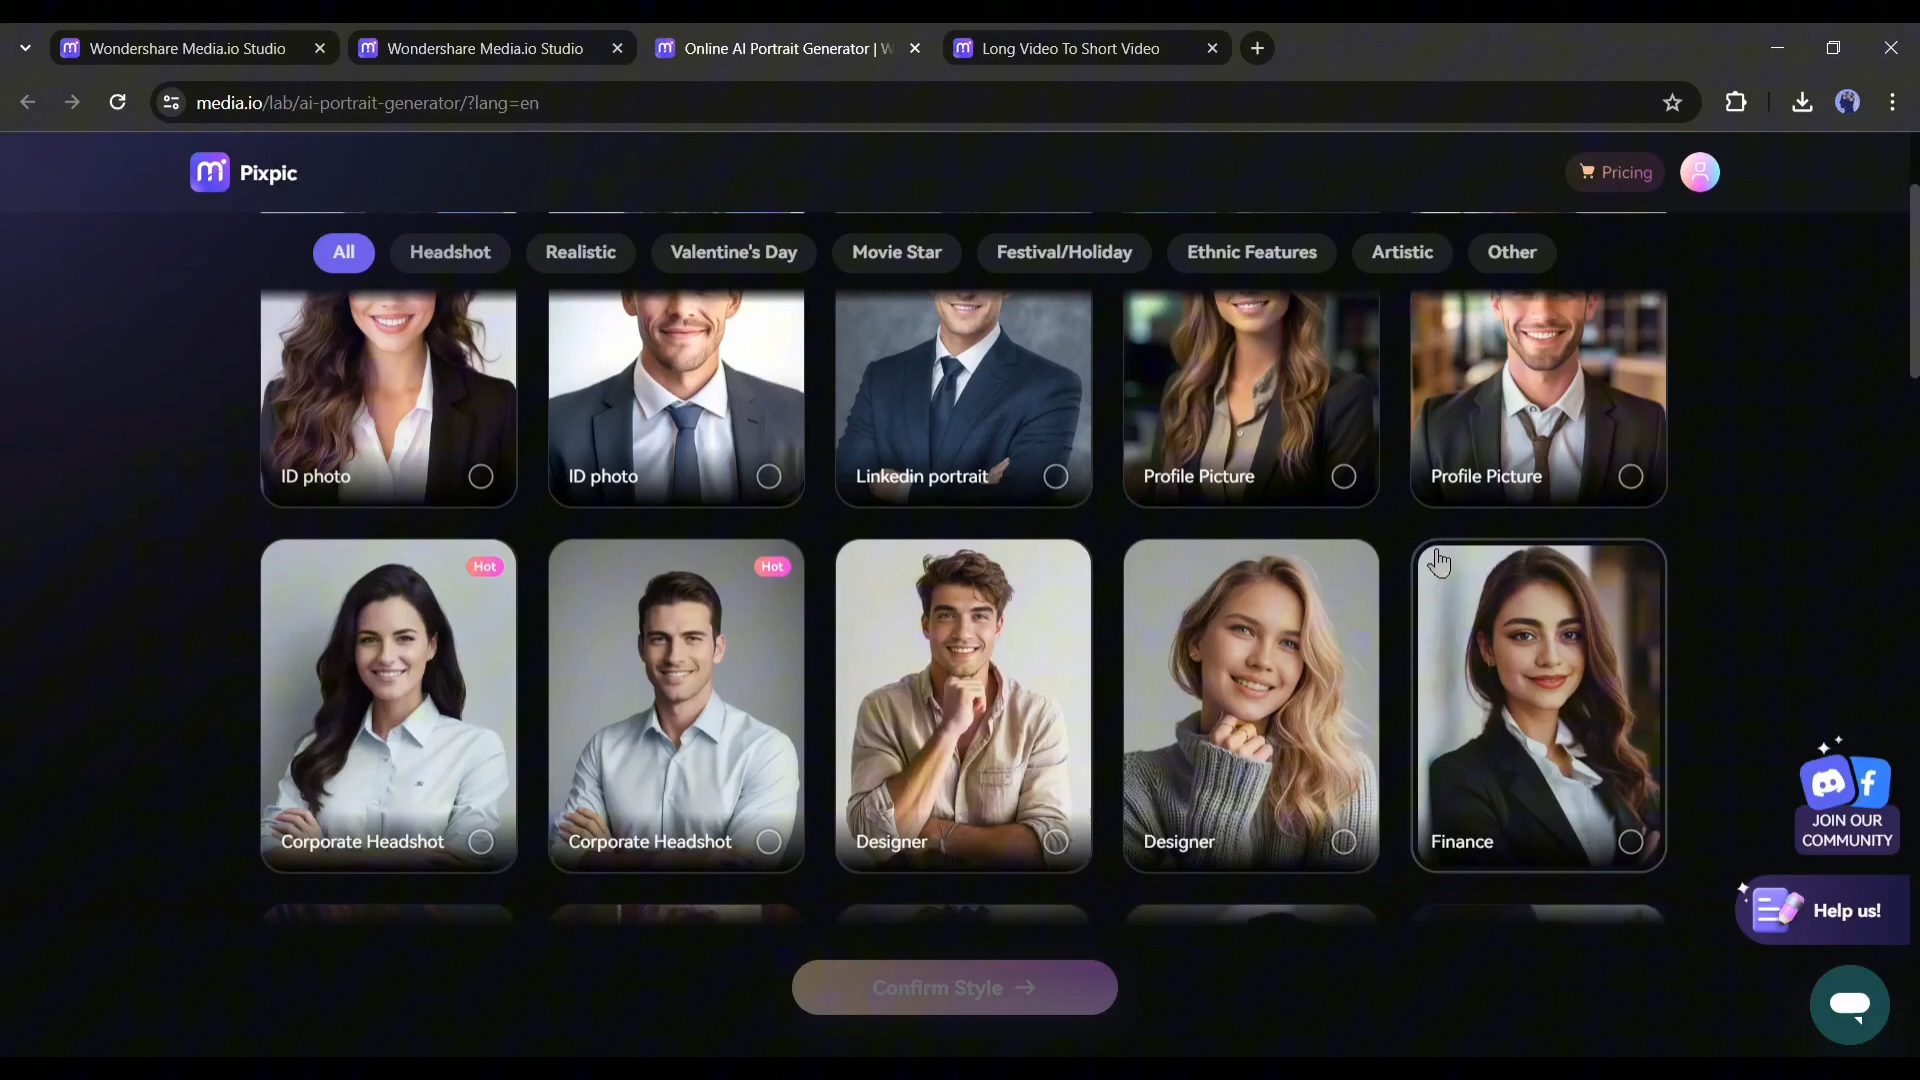 Wondershare Media.io Studio
Wondershare Media.io Studio
Online AI Portrait Generator | W
Long Video To Short Video
media.io/lab/ai-portrait-generator/?lang=en
Pixpic
Pricing
All
Headshot
Realistic
Valentine's Day
Movie Star
Festival/Holiday
Ethnic Features
Artistic
Other
ID photo
ID photo
Linkedin portrait
Profile Picture
Profile Picture
Hot
Hot
Corporate Headshot
Corporate Headshot
Designer
Designer
Finance
JOIN OUR
COMMUNITY
Help us!
Confirm Style